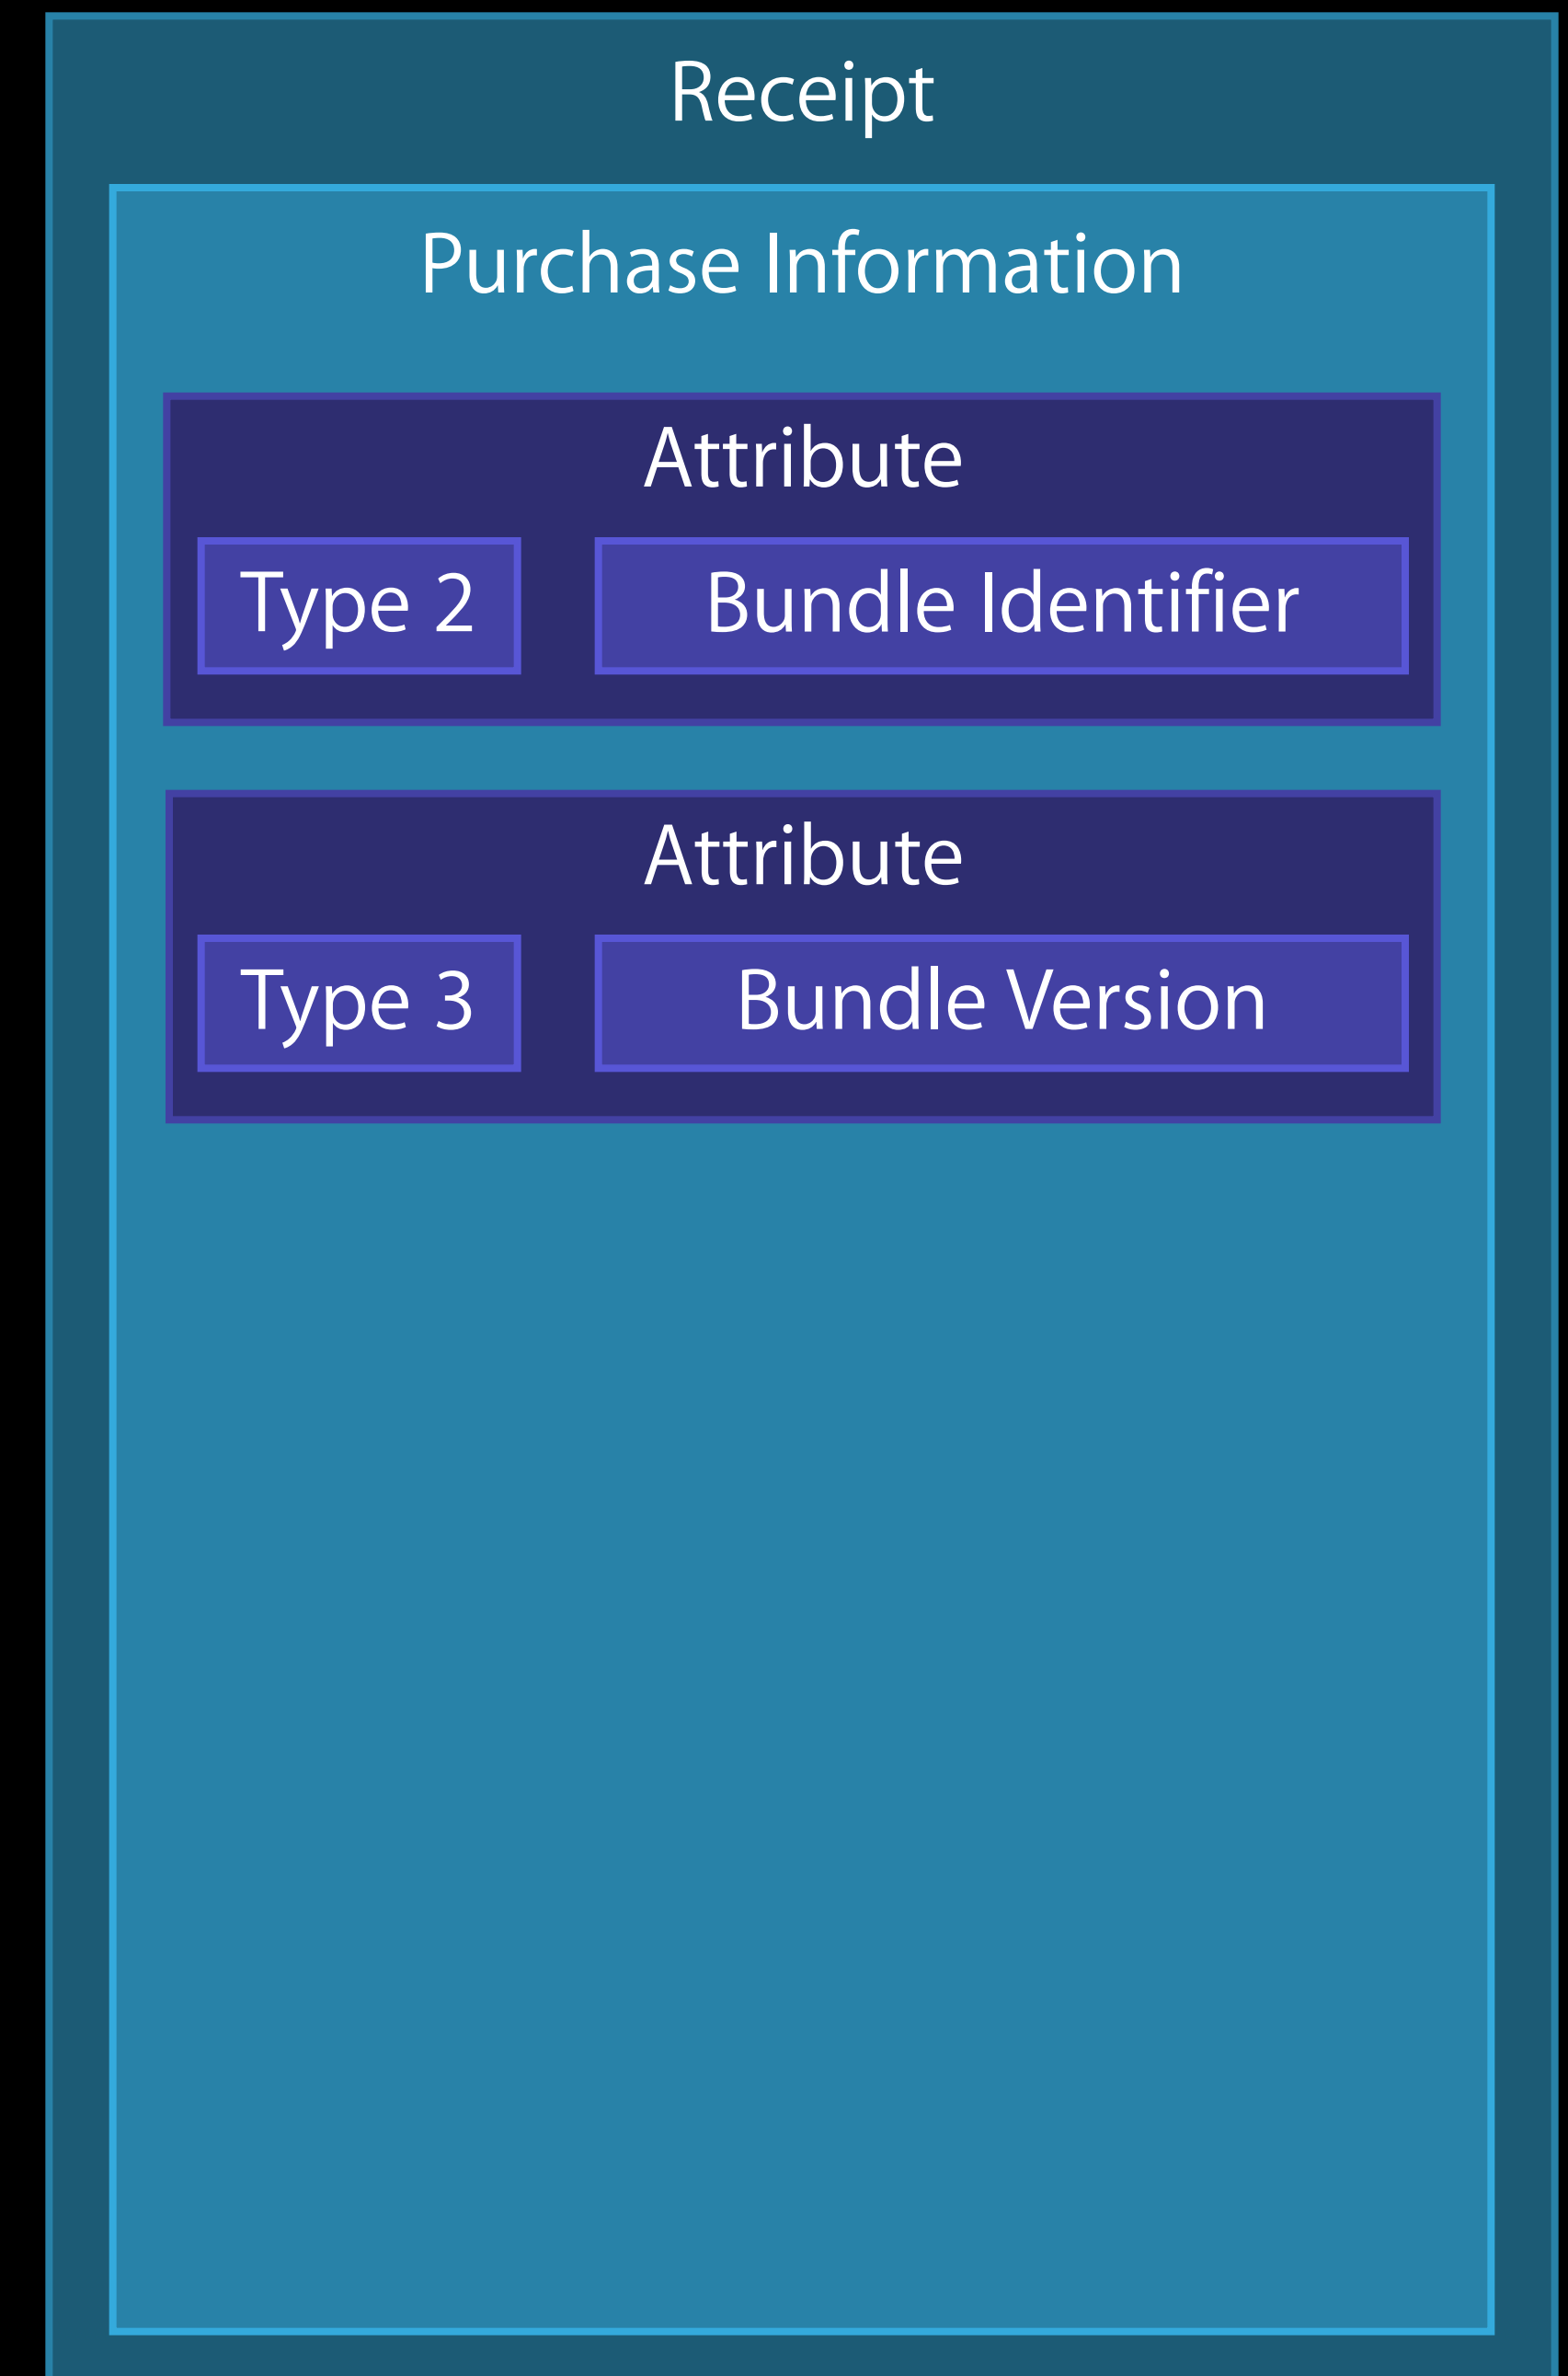 Receipt
Purchase Information
Attribute
Type 2 Bundle Identifier
Attribute
Type 3 Bundle Version